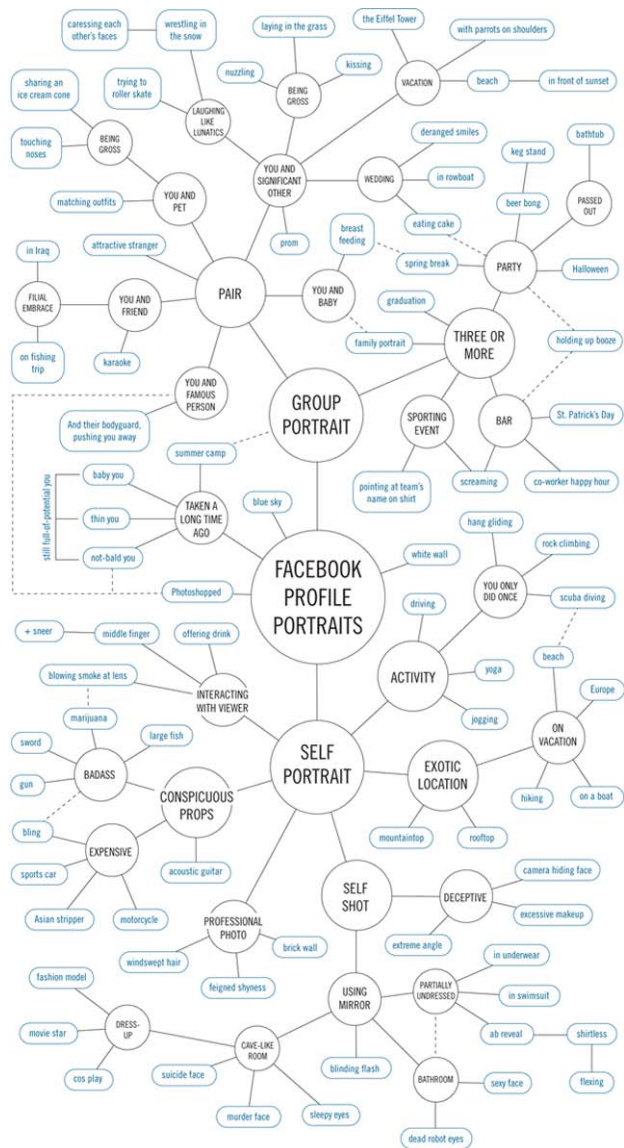 caressing each
other's faces
wrestling in
the snow
laying in the grass
the Eiffel Tower
with parrots on shoulders
sharing an
ice cream cone
trying to
roller skate
nuzzling
kissing
BEING
GROSS
VACATION
beach
in front of sunset
LAUGHING
LIKE
LUNATICS
BEING
GROSS
touching
noses
deranged smiles
bathtub
keg stand
YOU AND
SIGNIFICANT
OTHER
WEDDING
in rowboat
YOU AND
PET
matching outfits
eating cake
beer bong
PASSED
OUT
prom
breast
feeding
attractive stranger
spring break
PARTY
Halloween
in Iraq
FILIAL
EMBRACE
YOU AND
FRIEND
PAIR
YOU AND
BABY
graduation
THREE OR
MORE
family portrait
holding up booze
on fishing
trip
karaoke
YOU AND
FAMOUS
PERSON
GROUP
PORTRAIT
SPORTING
EVENT
BAR
St. Patrick's Day
And their bodyguard,
pushing you away
summer camp
pointing at team's
name on shirt
screaming
co-worker happy hour
still full-of-potential you
baby you
thin you
not-bald you
TAKEN A
LONG TIME
AGO
blue sky
hang gliding
rock climbing
white wall
FACEBOOK
PROFILE
PORTRAITS
YOU ONLY
DID ONCE
Photoshopped
driving
scuba diving
+ sneer
middle finger
offering drink
beach
ACTIVITY
yoga
Europe
blowing smoke at lens
INTERACTING
WITH VIEWER
jogging
marijuana
ON
VACATION
sword
large fish
BADASS
SELF
PORTRAIT
EXOTIC
LOCATION
gun
CONSPICUOUS
PROPS
hiking
on a boat
bling
mountaintop
rooftop
EXPENSIVE
sports car
acoustic guitar
camera hiding face
SELF
SHOT
DECEPTIVE
Asian stripper
motorcycle
PROFESSIONAL
PHOTO
excessive makeup
brick wall
extreme angle
windswept hair
in underwear
feigned shyness
PARTIALLY
UNDRESSED
fashion model
USING
MIRROR
in swimsuit
movie star
DRESS-
UP
ab reveal
shirtless
CAVE-LIKE
ROOM
suicide face
blinding flash
BATHROOM
sexy face
flexing
cos play
murder face
sleepy eyes
dead robot eyes